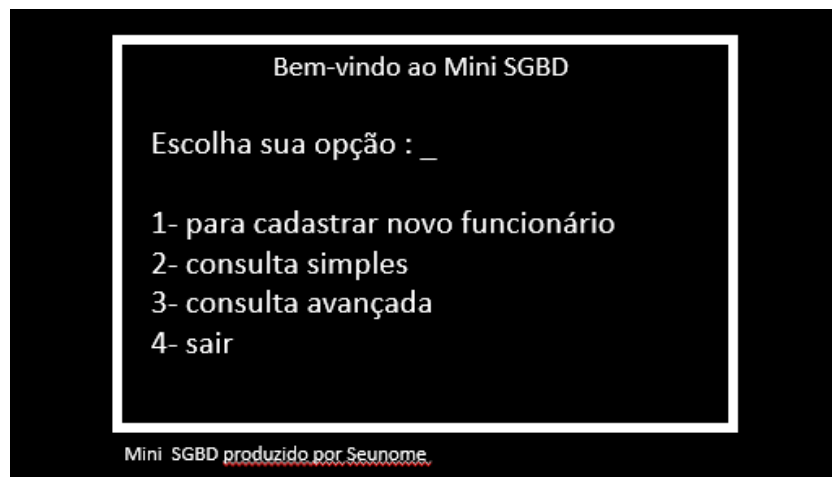 Bem-vindo ao Mini SGBD
Escolha sua opção : _
1- para cadastrar novo funcionário
2- consulta simples
3- consulta avançada
4- sair
Mini SGBD produzido por Seunome